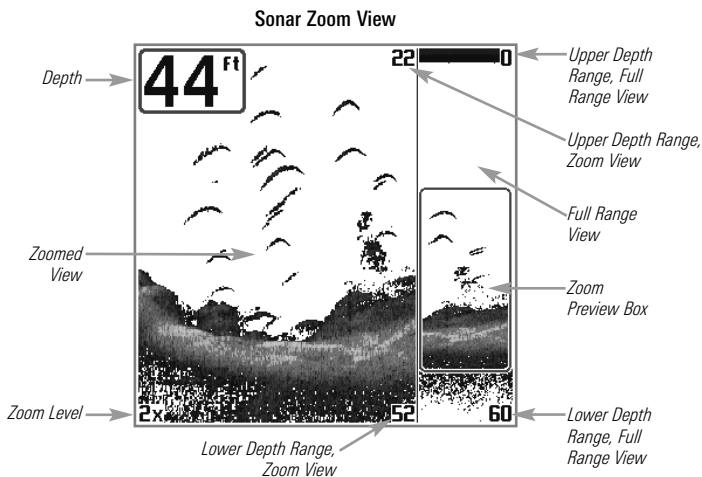 Sonar Zoom View
Depth
44 Ft
22
0
Upper Depth
Range, Full
Range View
Upper Depth Range,
Zoom View
Full Range
View
Zoomed
View
Zoom
Preview Box
Zoom Level
2x
52
60
Lower Depth Range,
Zoom View
Lower Depth
Range, Full
Range View